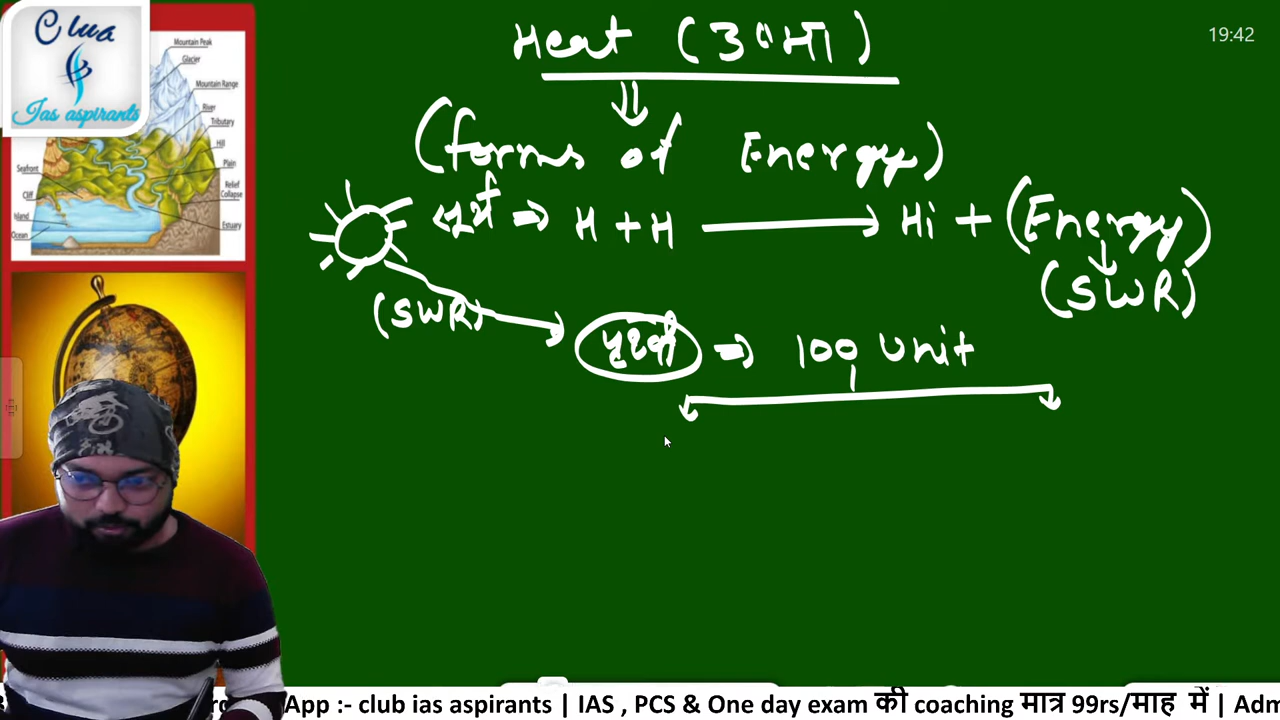 Clua
Ias aspirants
Mountain Peak
Glacier
Mountain Range
River
Tributary
Hill
Plain
Relief
Collapse
Estuary
Seafront
Cliff
Island
Ocean
19:42
Heat (ऊष्मा)
(forms of Energy)
सूर्य ⇒ H + H → Hi + (Energy)
(SWR)
(SWR)
पृथ्वी ⇒ 100 Unit
App :- club ias aspirants | IAS , PCS & One day exam की coaching मात्र 99rs/माह में | Adm